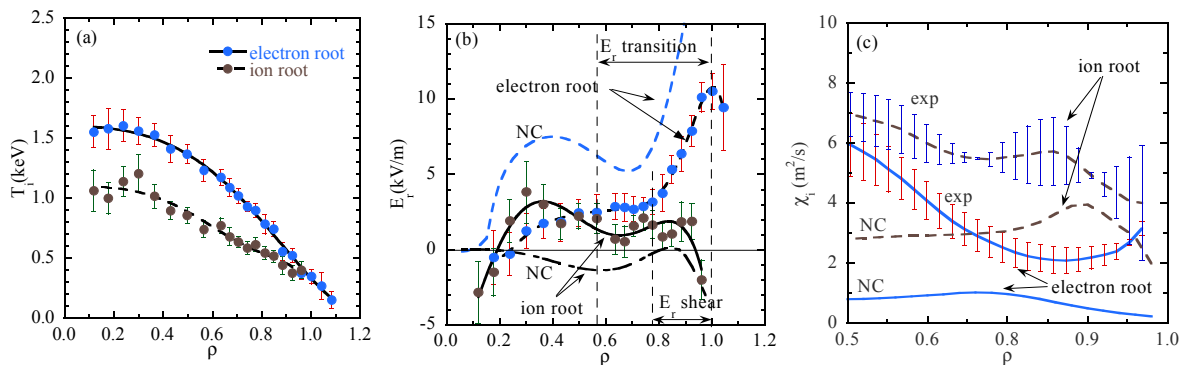 (a)
electron root
ion root
T_i(keV)
2.5
2.0
1.5
1.0
0.5
0.0
0.0 0.2 0.4 0.6 0.8 1.0 1.2
ρ
(b)
E_r transition
electron root
NC
NC
ion root
E_r shear
E_r(kV/m)
15
10
5
0
-5
0.0 0.2 0.4 0.6 0.8 1.0 1.2
ρ
(c)
ion root
exp
exp
NC
NC
electron root
χ_i (m²/s)
10
8
6
4
2
0
0.5 0.6 0.7 0.8 0.9 1
ρ